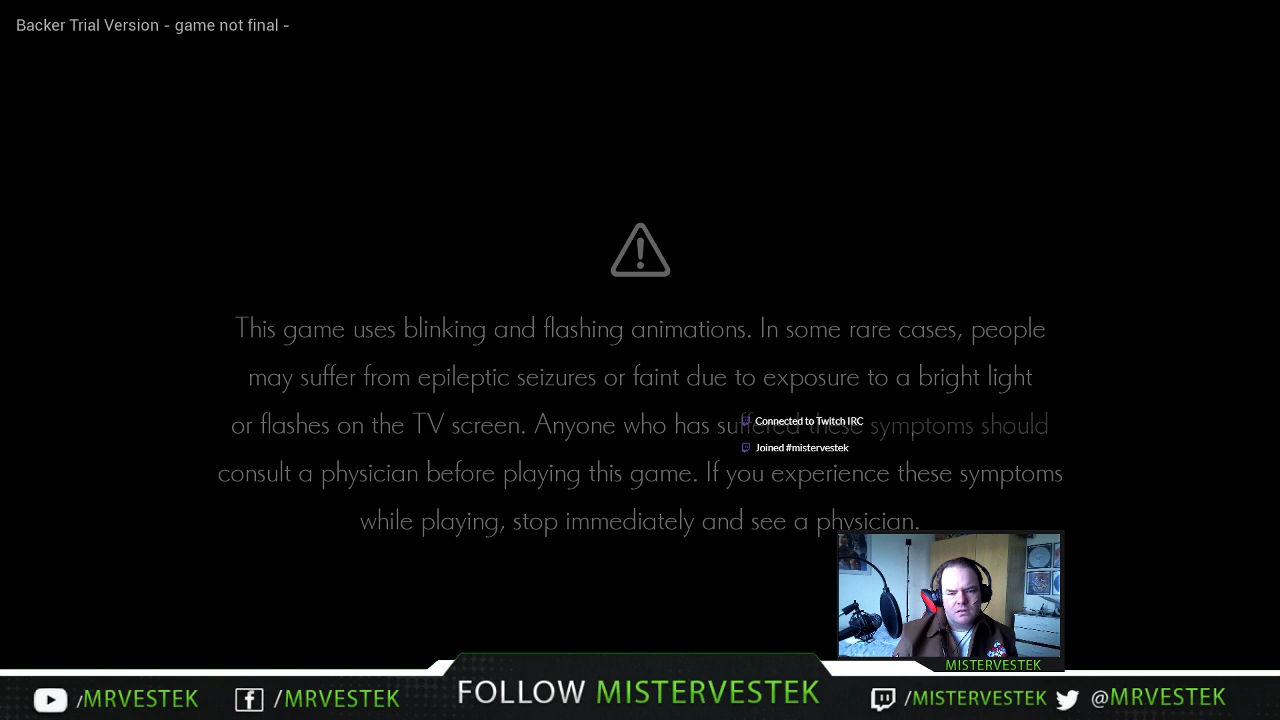 Backer Trial Version - game not final -
This game uses blinking and flashing animations. In some rare cases, people
may suffer from epileptic seizures or faint due to exposure to a bright light
or flashes on the TV screen. Anyone who has suffered these symptoms should
Connected to Twitch IRC
Joined #mistervestek
consult a physician before playing this game. If you experience these symptoms
while playing, stop immediately and see a physician.
MISTERVESTEK
/MRVESTEK
/MRVESTEK
FOLLOW MISTERVESTEK
/MISTERVESTEK
@MRVESTEK